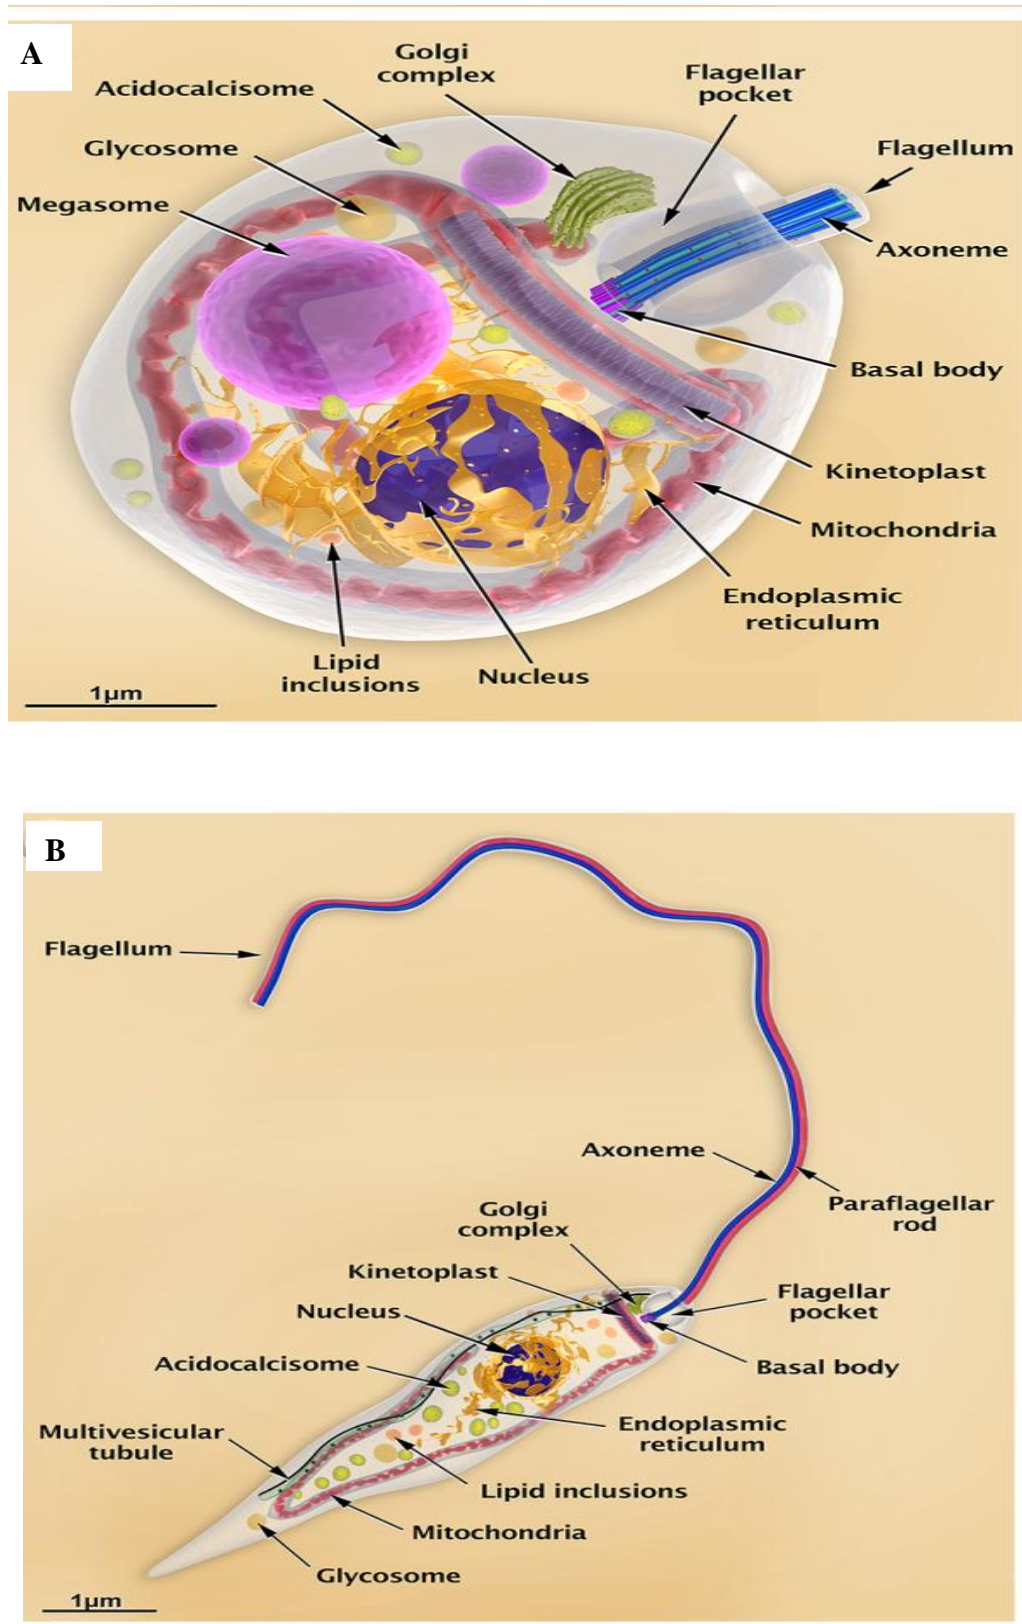 A
Golgi
complex
Flagellar
pocket
Acidocalcisome
Glycosome
Flagellum
Megasome
Axoneme
Basal body
Kinetoplast
Mitochondria
Endoplasmic
reticulum
Lipid
inclusions
Nucleus
1µm
B
Flagellum
Axoneme
Paraflagellar
rod
Golgi
complex
Kinetoplast
Flagellar
pocket
Nucleus
Acidocalcisome
Basal body
Multivesicular
tubule
Endoplasmic
reticulum
Lipid inclusions
Mitochondria
Glycosome
1µm